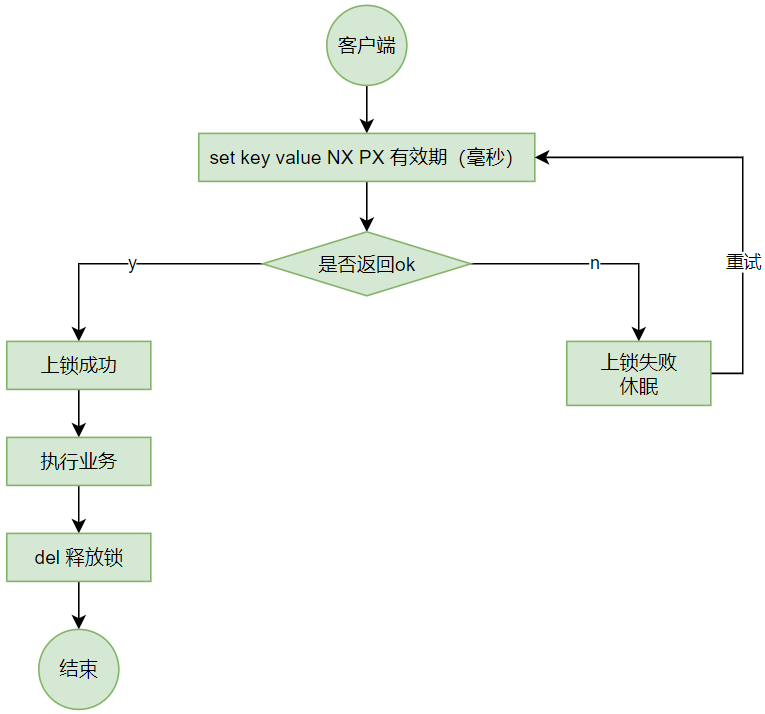 客户端
set key value NX PX 有效期（毫秒）
是否返回ok
y
n
重试
上锁成功
上锁失败
休眠
执行业务
del 释放锁
结束